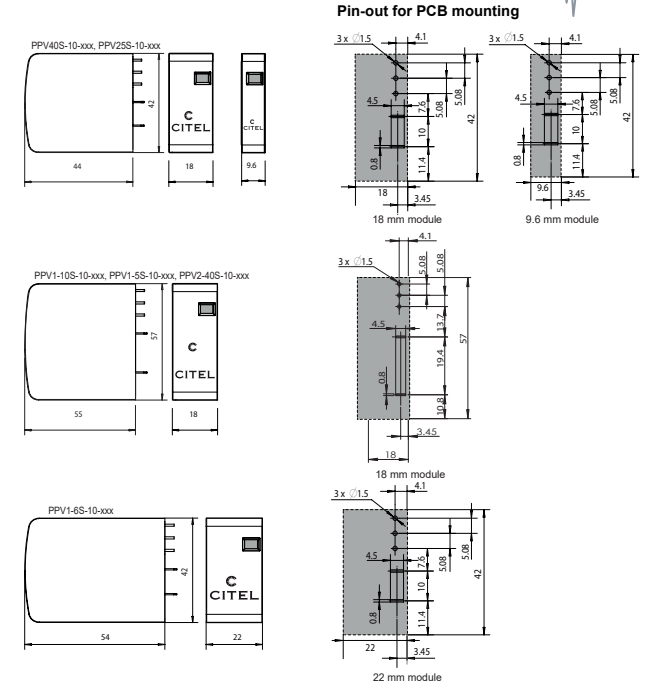 Pin-out for PCB mounting
PPV40S-10-xxx, PPV25S-10-xxx
42
44
C
CITEL
18
C
CITEL
9.6
3 x ∅1.5
4.1
4.5
7.6
5.08
5.08
10
42
0.8
11.4
18
3.45
18 mm module
3 x ∅1.5
4.1
4.5
7.6
5.08
5.08
10
42
0.8
11.4
9.6
3.45
9.6 mm module
PPV1-10S-10-xxx, PPV1-5S-10-xxx, PPV2-40S-10-xxx
57
55
C
CITEL
18
4.1
3 x ∅1.5
5.08
5.08
4.5
13.7
57
19.4
0.8
10.8
3.45
18
18 mm module
PPV1-6S-10-xxx
42
54
C
CITEL
22
3 x ∅1.5
4.1
4.5
7.6
5.08
5.08
10
42
0.8
11.4
22
3.45
22 mm module